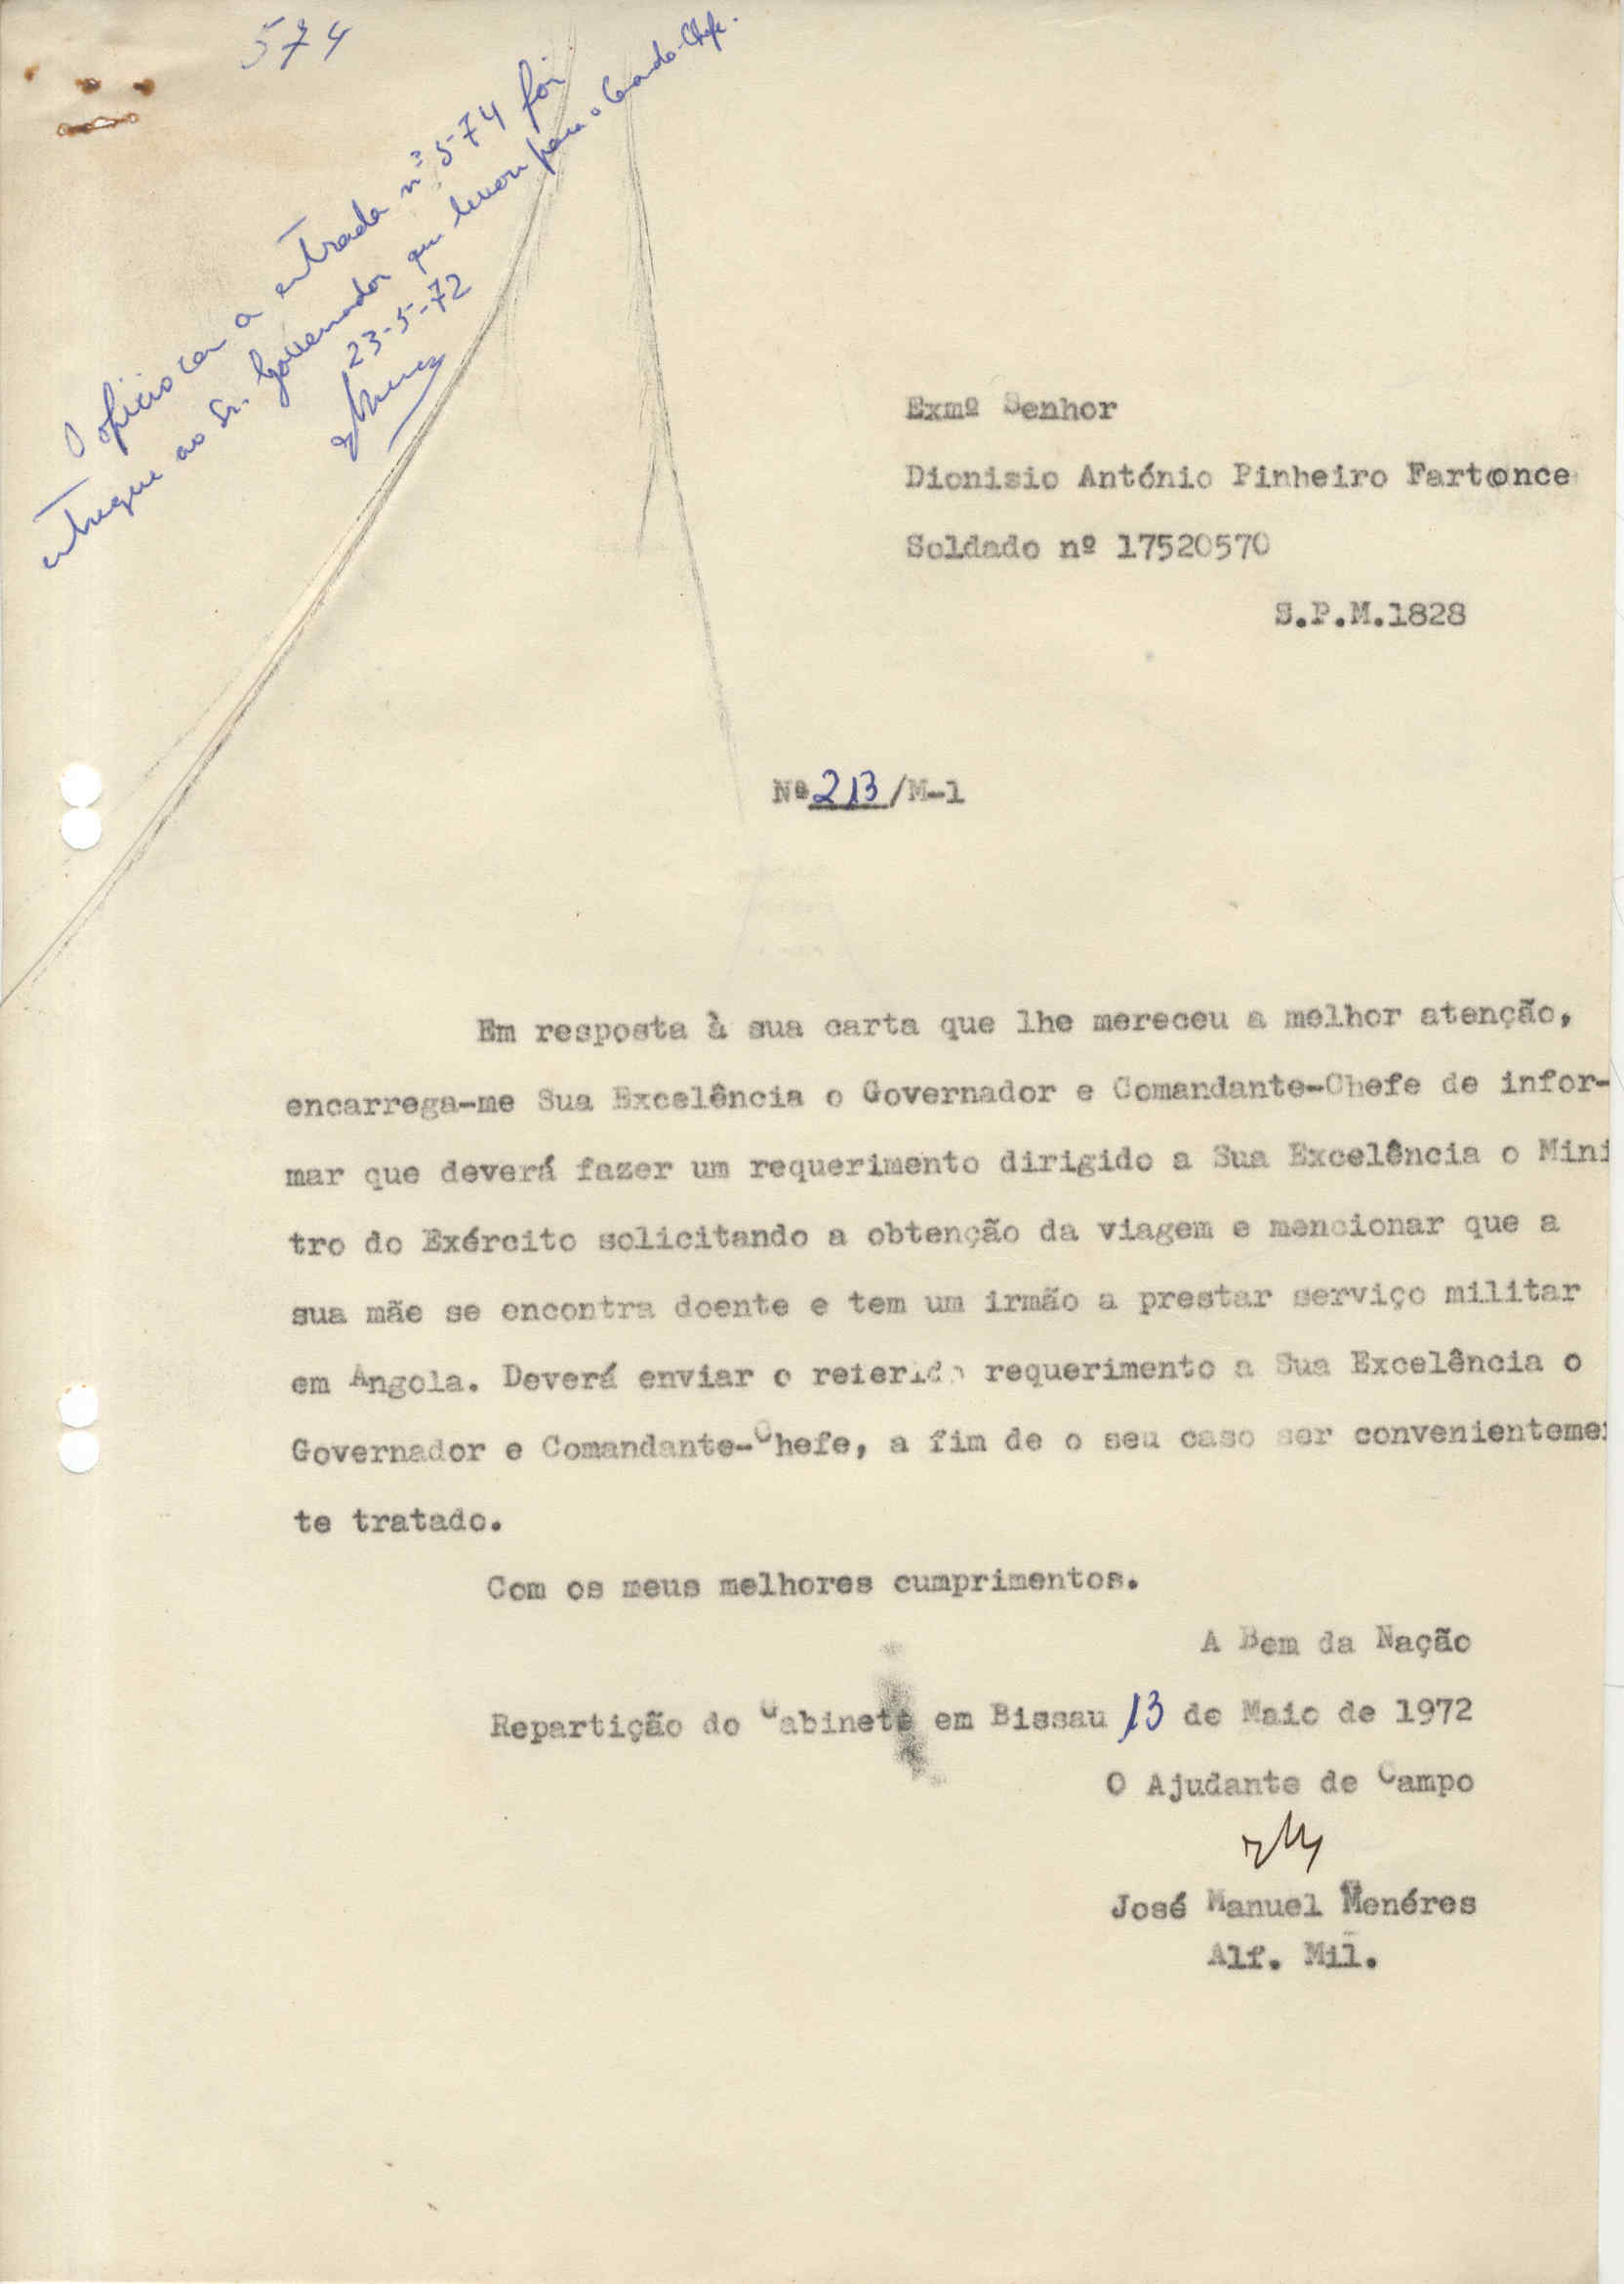 574
O ofício com a entrada nº 574 foi
entregue ao Sr. Governador que levou para o Comando-Chefe.
23-5-72
Exmº Senhor
Dionisio António Pinheiro Fartonce
Soldado nº 17520570
S.P.M.1828
Nº 213/M-1
Em resposta à sua carta que lhe mereceu a melhor atenção,
encarrega-me Sua Excelência o Governador e Comandante-Chefe de infor-
mar que deverá fazer um requerimento dirigido a Sua Excelência o Mini
tro do Exército solicitando a obtenção da viagem e mencionar que a
sua mãe se encontra doente e tem um irmão a prestar serviço militar
em Angola. Deverá enviar o referido requerimento a Sua Excelência o
Governador e Comandante-Chefe, a fim de o seu caso ser convenienteme
te tratado.
Com os meus melhores cumprimentos.
A Bem da Nação
Repartição do Gabinete em Bissau 13 de Maio de 1972
O Ajudante de Campo
José Manuel Menéres
Alf. Mil.